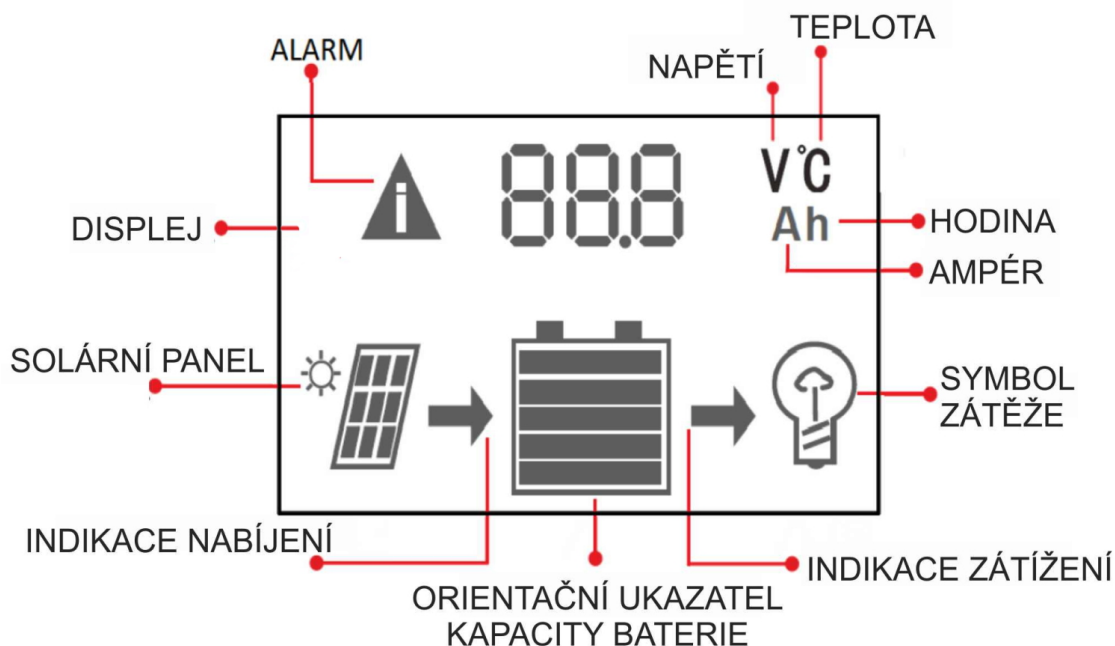 TEPLOTA
ALARM
NAPĚTÍ
88.8
V°C
Ah
DISPLEJ
HODINA
AMPÉR
SOLÁRNÍ PANEL
SYMBOL
ZÁTĚŽE
INDIKACE NABÍJENÍ
INDIKACE ZÁTÍŽENÍ
ORIENTAČNÍ UKAZATEL
KAPACITY BATERIE